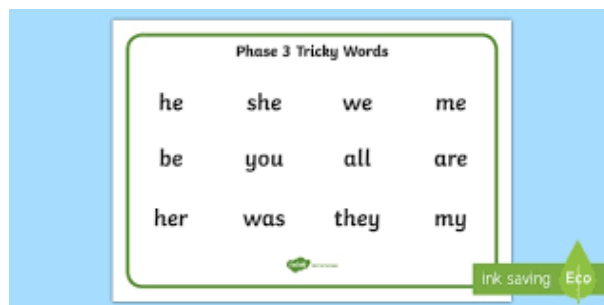 Phase 3 Tricky Words
he she we me
be you all are
her was they my
ink saving Eco